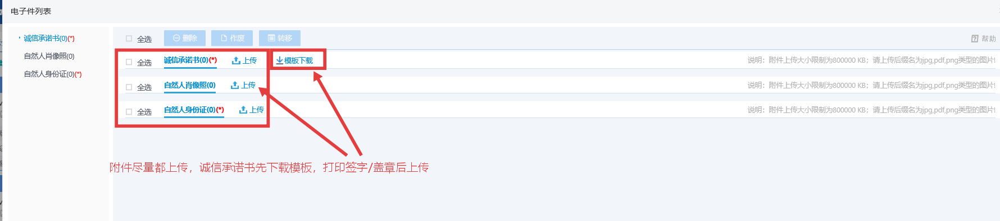 电子件列表
诚信承诺书(0)(*)
自然人肖像照(0)
自然人身份证(0)(*)
全选 删除 作废 转移 帮助
全选 诚信承诺书(0)(*) 上传 模板下载 说明：附件上传大小限制为800000 KB；请上传后缀名为jpg,pdf,png类型的图片!
全选 自然人肖像照(0) 上传 说明：附件上传大小限制为800000 KB；请上传后缀名为jpg,pdf,png类型的图片!
全选 自然人身份证(0)(*) 上传 说明：附件上传大小限制为800000 KB；请上传后缀名为jpg,pdf,png类型的图片!
附件尽量都上传，诚信承诺书先下载模板，打印签字/盖章后上传